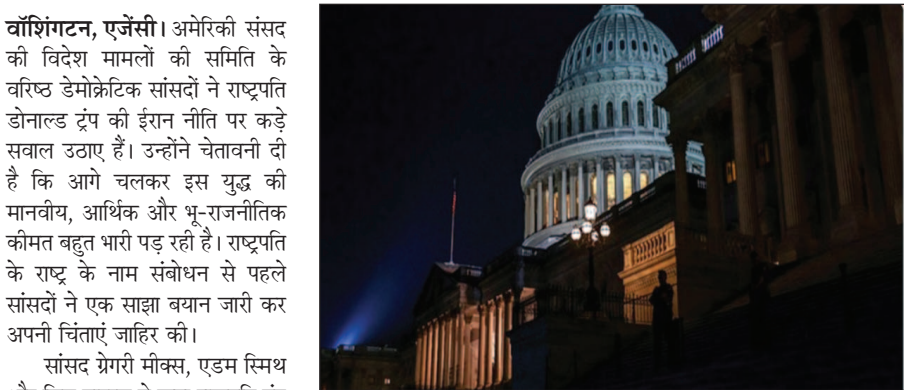 वॉशिंगटन, एजेंसी। अमेरिकी संसद
की विदेश मामलों की समिति के
वरिष्ठ डेमोक्रेटिक सांसदों ने राष्ट्रपति
डोनाल्ड ट्रंप की ईरान नीति पर कड़े
सवाल उठाए हैं। उन्होंने चेतावनी दी
है कि आगे चलकर इस युद्ध की
मानवीय, आर्थिक और भू-राजनीतिक
कीमत बहुत भारी पड़ रही है। राष्ट्रपति
के राष्ट्र के नाम संबोधन से पहले
सांसदों ने एक साझा बयान जारी कर
अपनी चिंताएं जाहिर की।
सांसद ग्रेगरी मीक्स, एडम स्मिथ